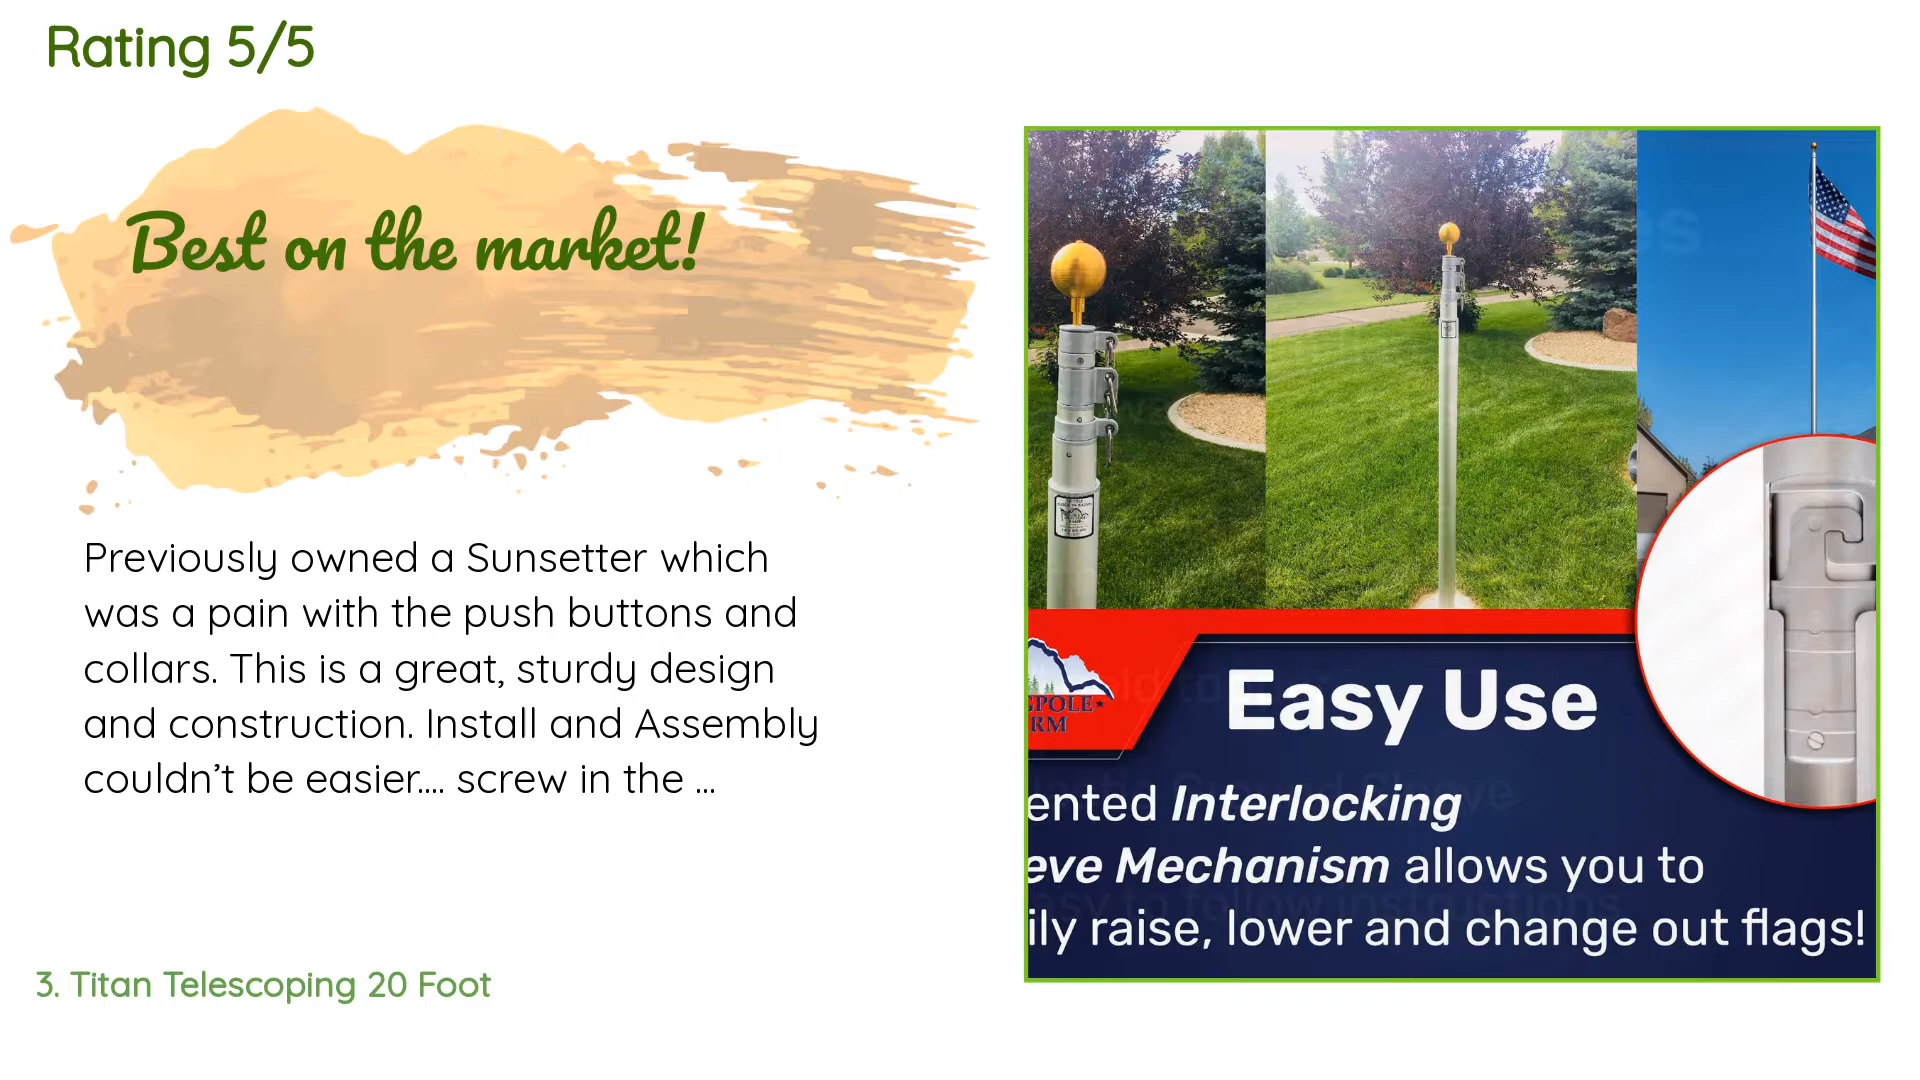 Rating 5/5
Best on the market!
Previously owned a Sunsetter which
was a pain with the push buttons and
collars. This is a great, sturdy design
and construction. Install and Assembly
couldn’t be easier.... screw in the ...
3. Titan Telescoping 20 Foot
GPOLE
RM
Easy Use
ented Interlocking
eve Mechanism allows you to
ily raise, lower and change out flags!